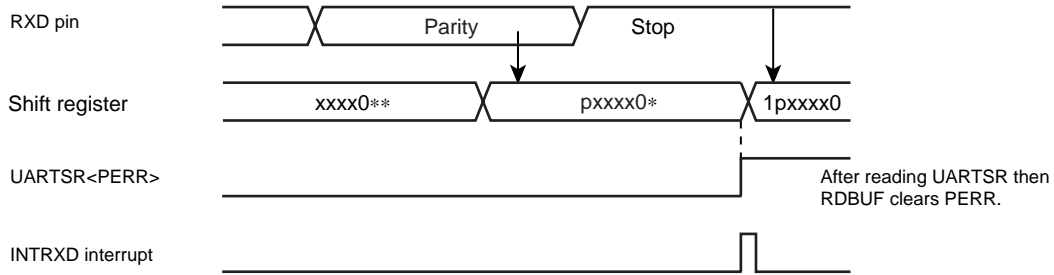 RXD pin
Parity
Stop
Shift register
xxxx0**
pxxxx0*
1pxxxx0
UARTSR<PERR>
After reading UARTSR then
RDBUF clears PERR.
INTRXD interrupt